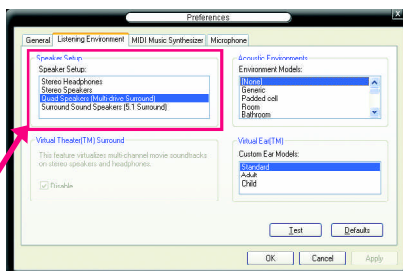 Preferences
X
General Listening Environment MIDI Music Synthesizer Microphone
Speaker Setup
Speaker Setup:
Stereo Headphones
Stereo Speakers
Quad Speakers (Multi-drive Surround)
Surround Sound Speakers (5.1 Surround)
Acoustic Environments
Environment Models:
(None)
Generic
Padded cell
Room
Bathroom
Virtual Theater(TM) Surround
This feature virtualizes multi-channel movie soundtracks
on stereo speakers and headphones.
Disable
Virtual Ear(TM)
Custom Ear Models:
Standard
Adult
Child
Test Defaults
OK Cancel Apply